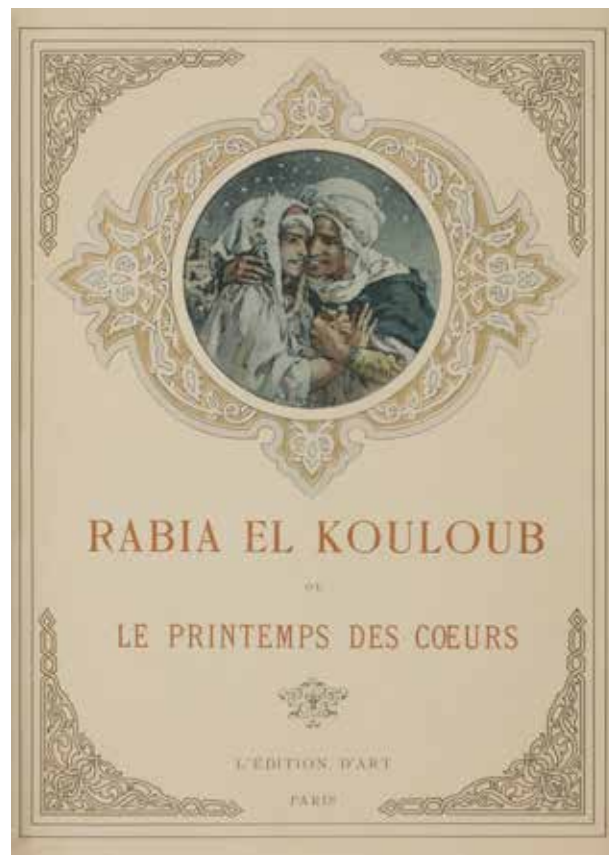 RABIA EL KOULOUB
OU
LE PRINTEMPS DES CŒURS
L'ÉDITION D'ART
PARIS